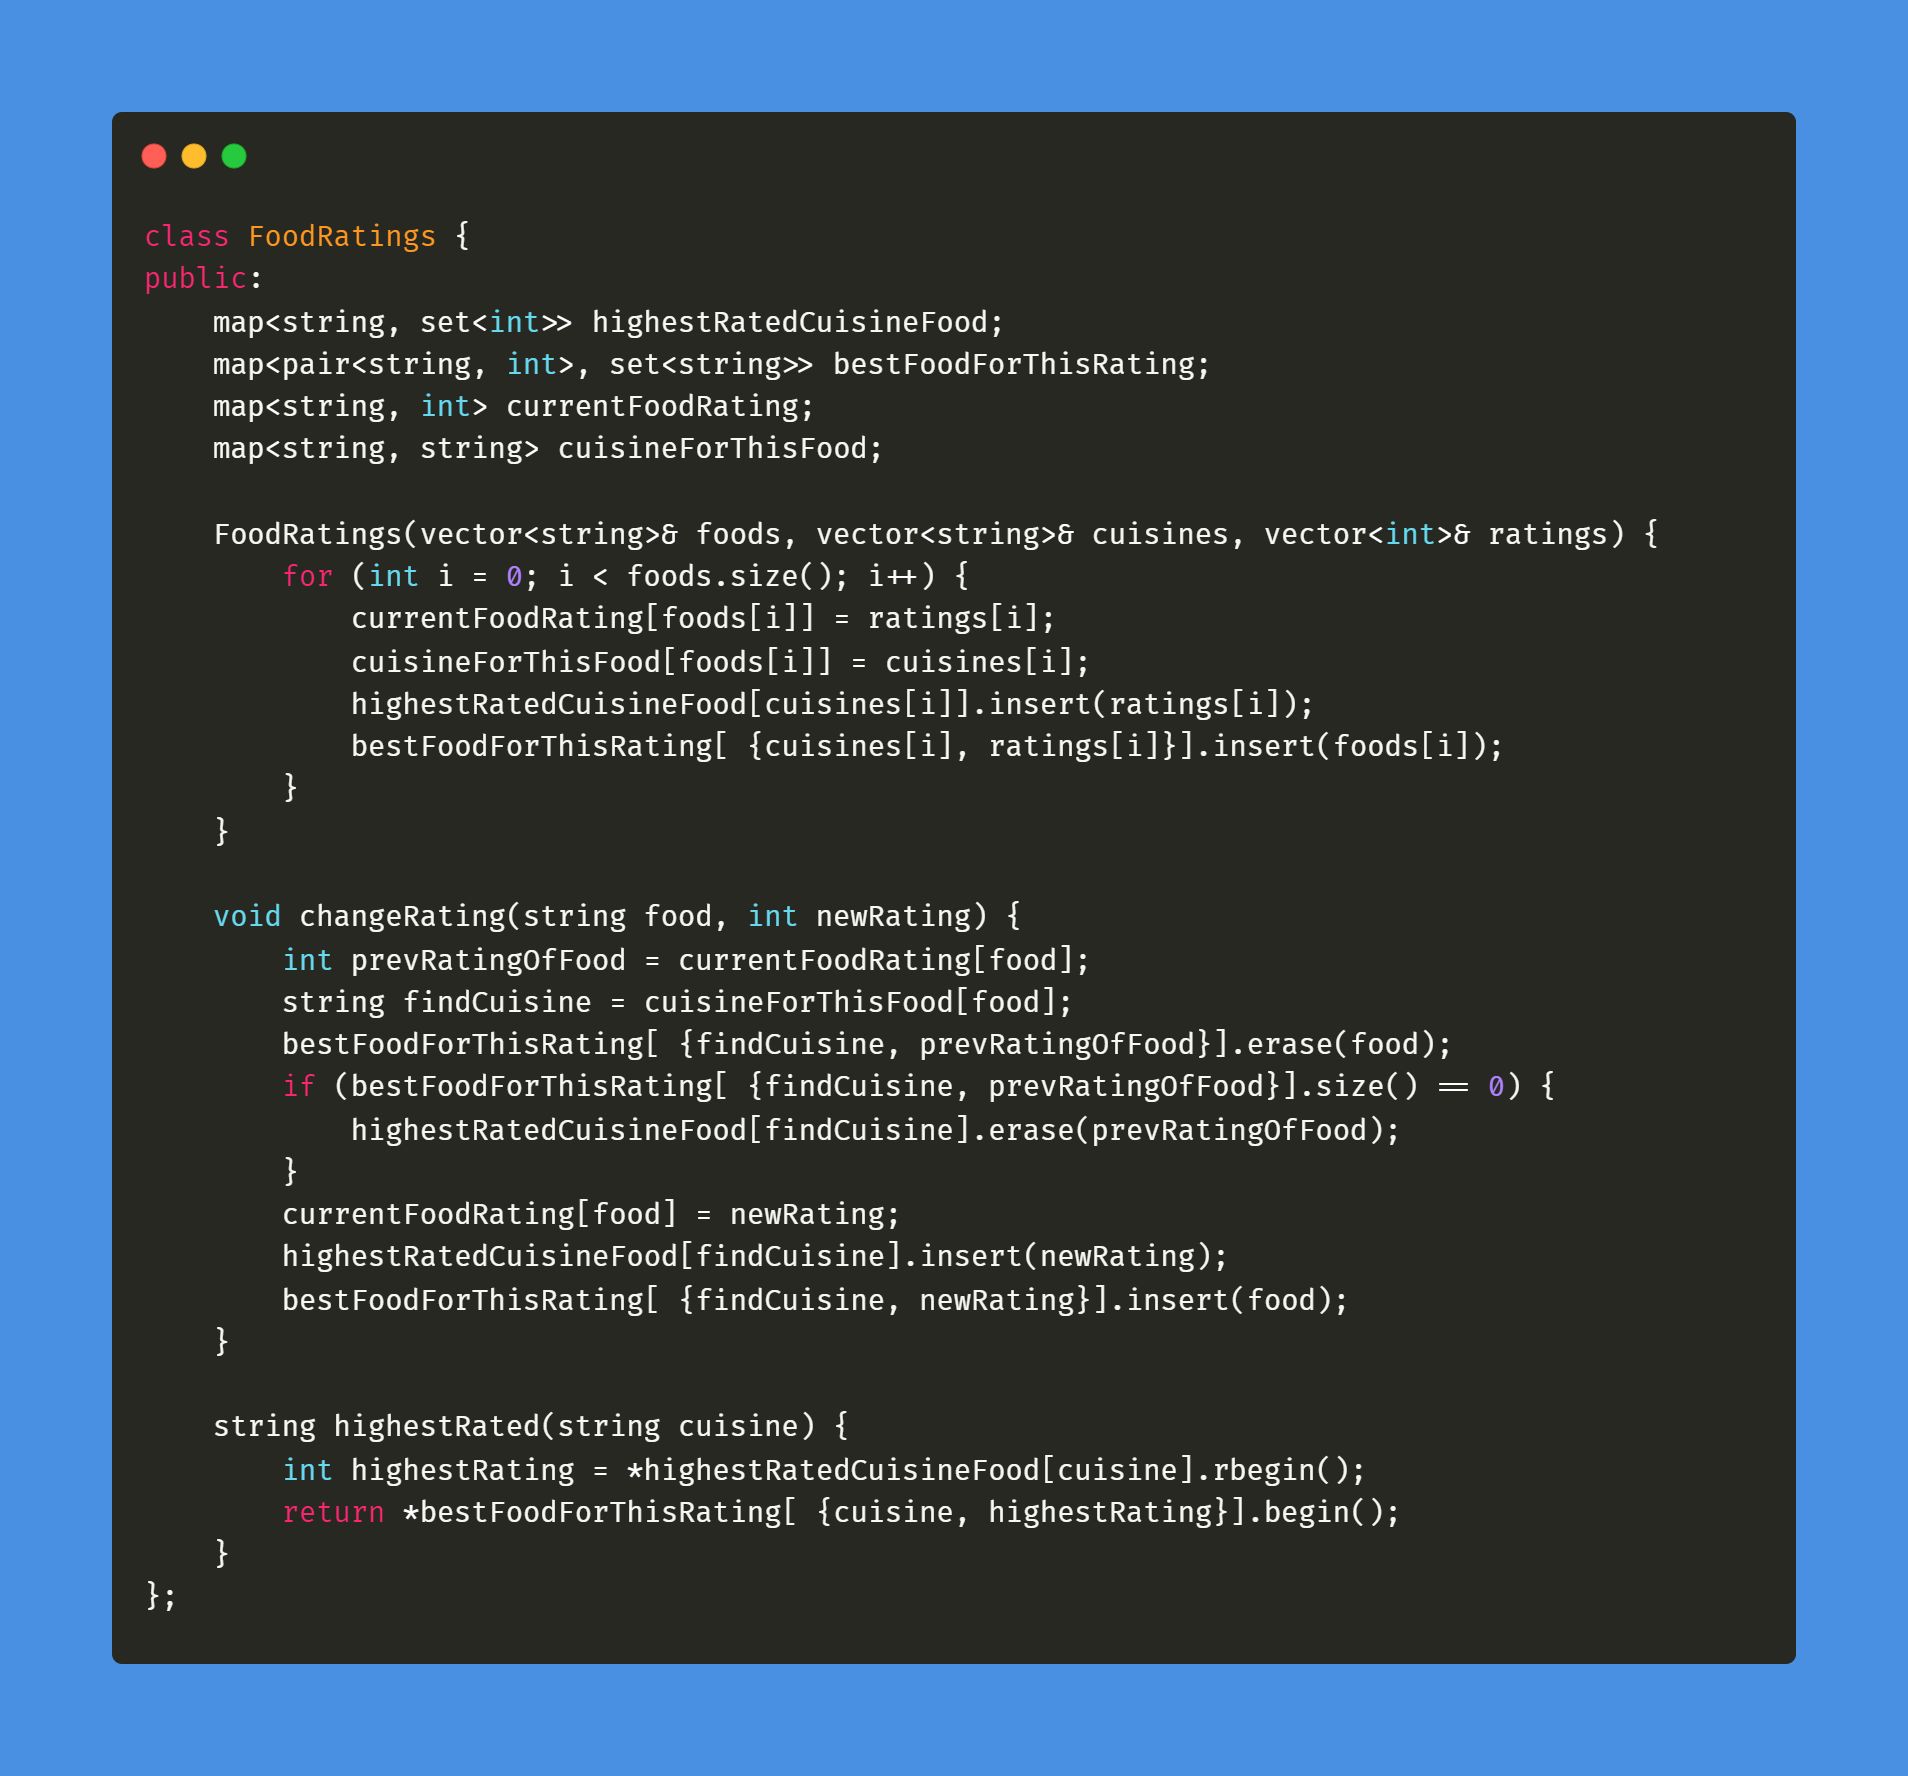 class FoodRatings {
public:
    map<string, set<int>> highestRatedCuisineFood;
    map<pair<string, int>, set<string>> bestFoodForThisRating;
    map<string, int> currentFoodRating;
    map<string, string> cuisineForThisFood;

    FoodRatings(vector<string>& foods, vector<string>& cuisines, vector<int>& ratings) {
        for (int i = 0; i < foods.size(); i++) {
            currentFoodRating[foods[i]] = ratings[i];
            cuisineForThisFood[foods[i]] = cuisines[i];
            highestRatedCuisineFood[cuisines[i]].insert(ratings[i]);
            bestFoodForThisRating[ {cuisines[i], ratings[i]}].insert(foods[i]);
        }
    }

    void changeRating(string food, int newRating) {
        int prevRatingOfFood = currentFoodRating[food];
        string findCuisine = cuisineForThisFood[food];
        bestFoodForThisRating[ {findCuisine, prevRatingOfFood}].erase(food);
        if (bestFoodForThisRating[ {findCuisine, prevRatingOfFood}].size() == 0) {
            highestRatedCuisineFood[findCuisine].erase(prevRatingOfFood);
        }
        currentFoodRating[food] = newRating;
        highestRatedCuisineFood[findCuisine].insert(newRating);
        bestFoodForThisRating[ {findCuisine, newRating}].insert(food);
    }

    string highestRated(string cuisine) {
        int highestRating = *highestRatedCuisineFood[cuisine].rbegin();
        return *bestFoodForThisRating[ {cuisine, highestRating}].begin();
    }
};